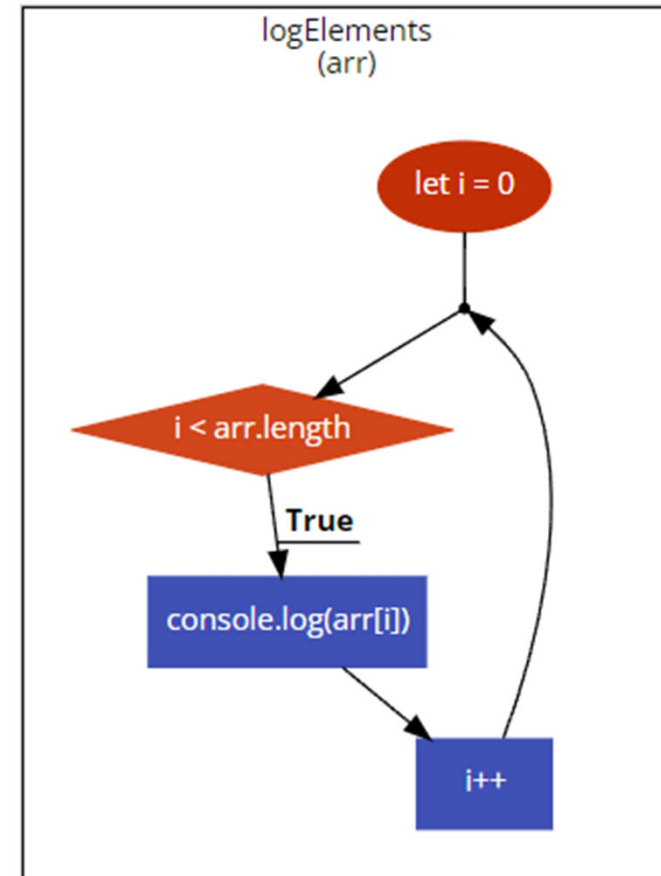 logElements
(arr)
let i = 0
i < arr.length
True
console.log(arr[i])
i++